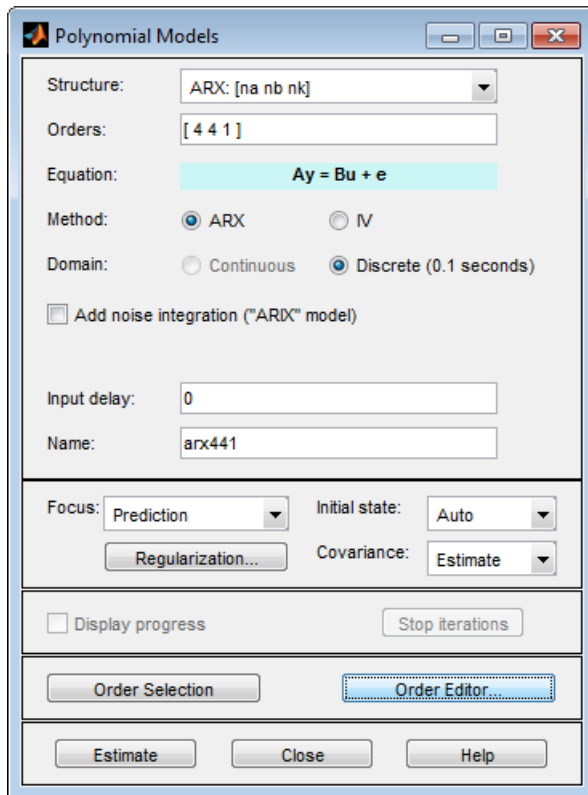 Polynomial Models
Structure: ARX: [na nb nk]
Orders: [ 4 4 1 ]
Equation: Ay = Bu + e
Method: ARX IV
Domain: Continuous Discrete (0.1 seconds)
Add noise integration ("ARIX" model)
Input delay: 0
Name: arx441
Focus: Prediction Initial state: Auto
Regularization... Covariance: Estimate
Display progress Stop iterations
Order Selection Order Editor...
Estimate Close Help